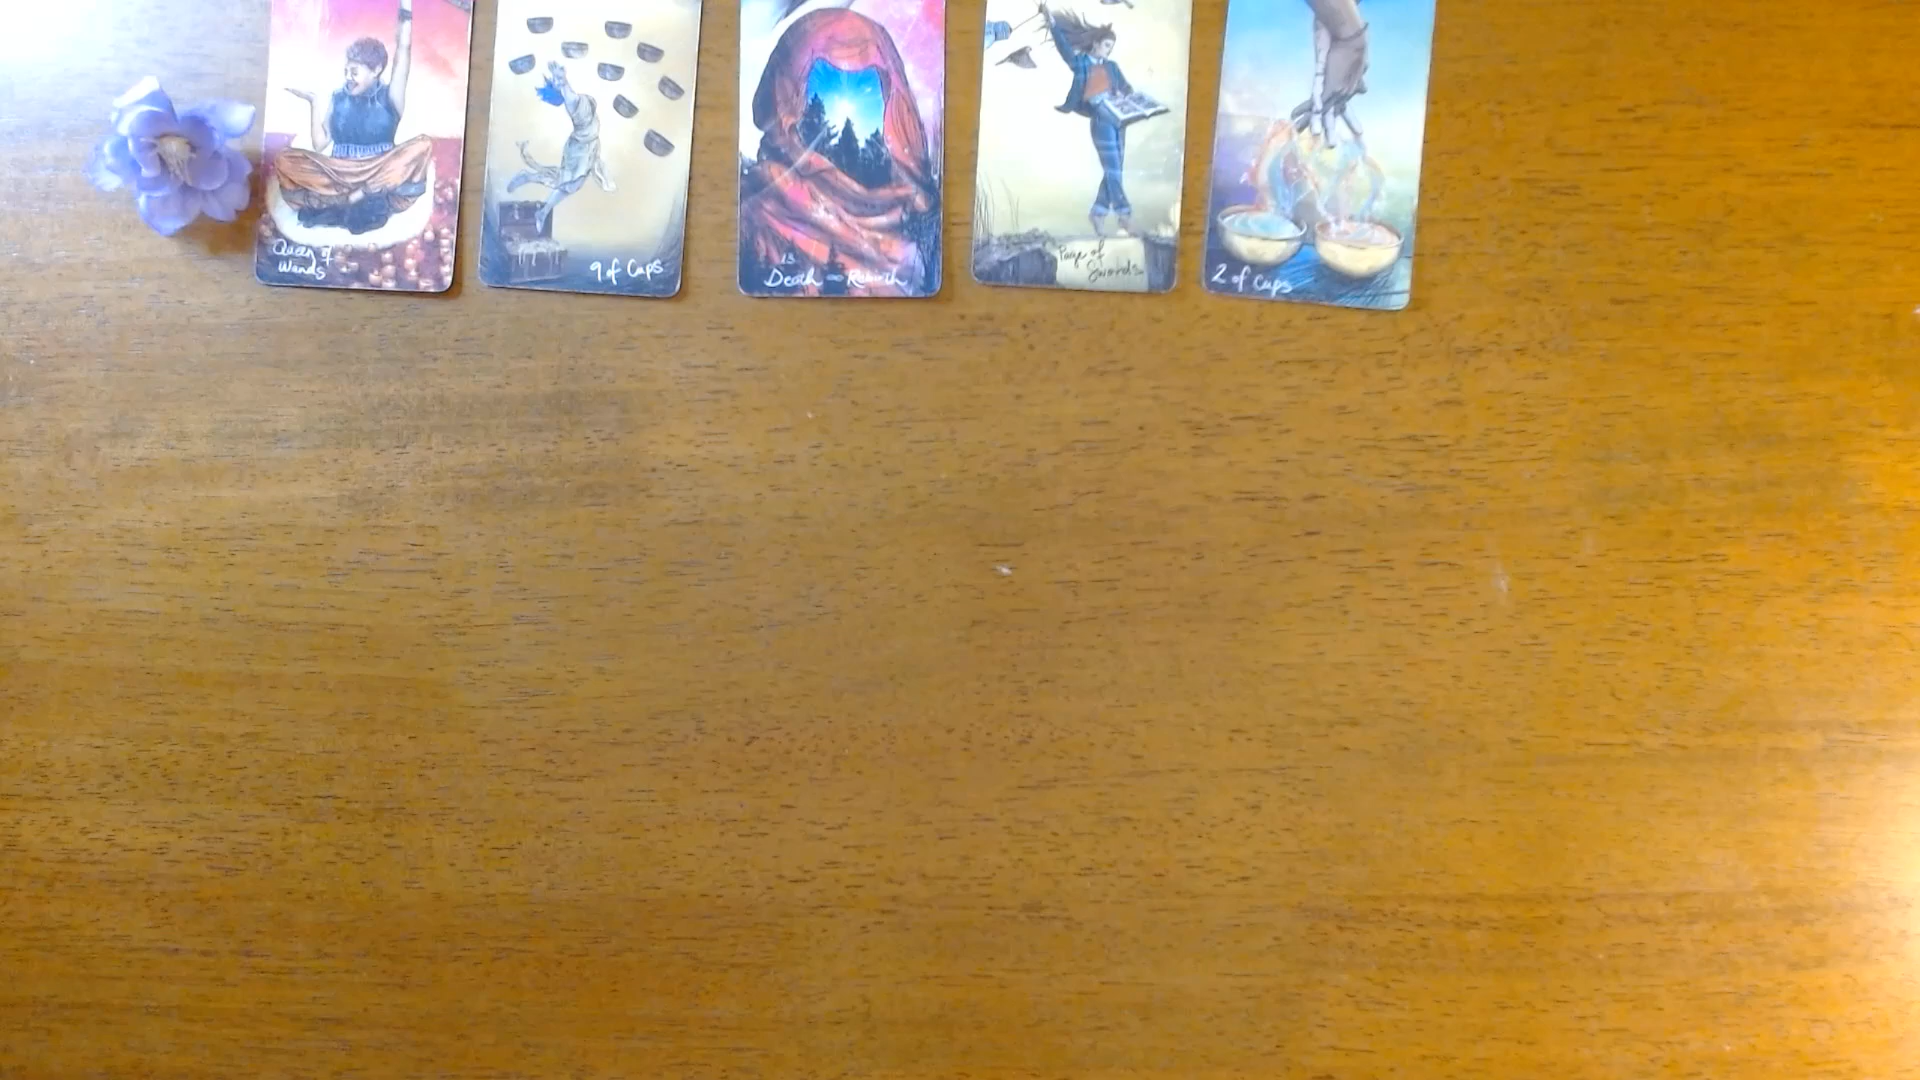 Queen of
Wands
9 of Cups
13
Death ∞ Rebirth
Page of
Swords
2 of Cups